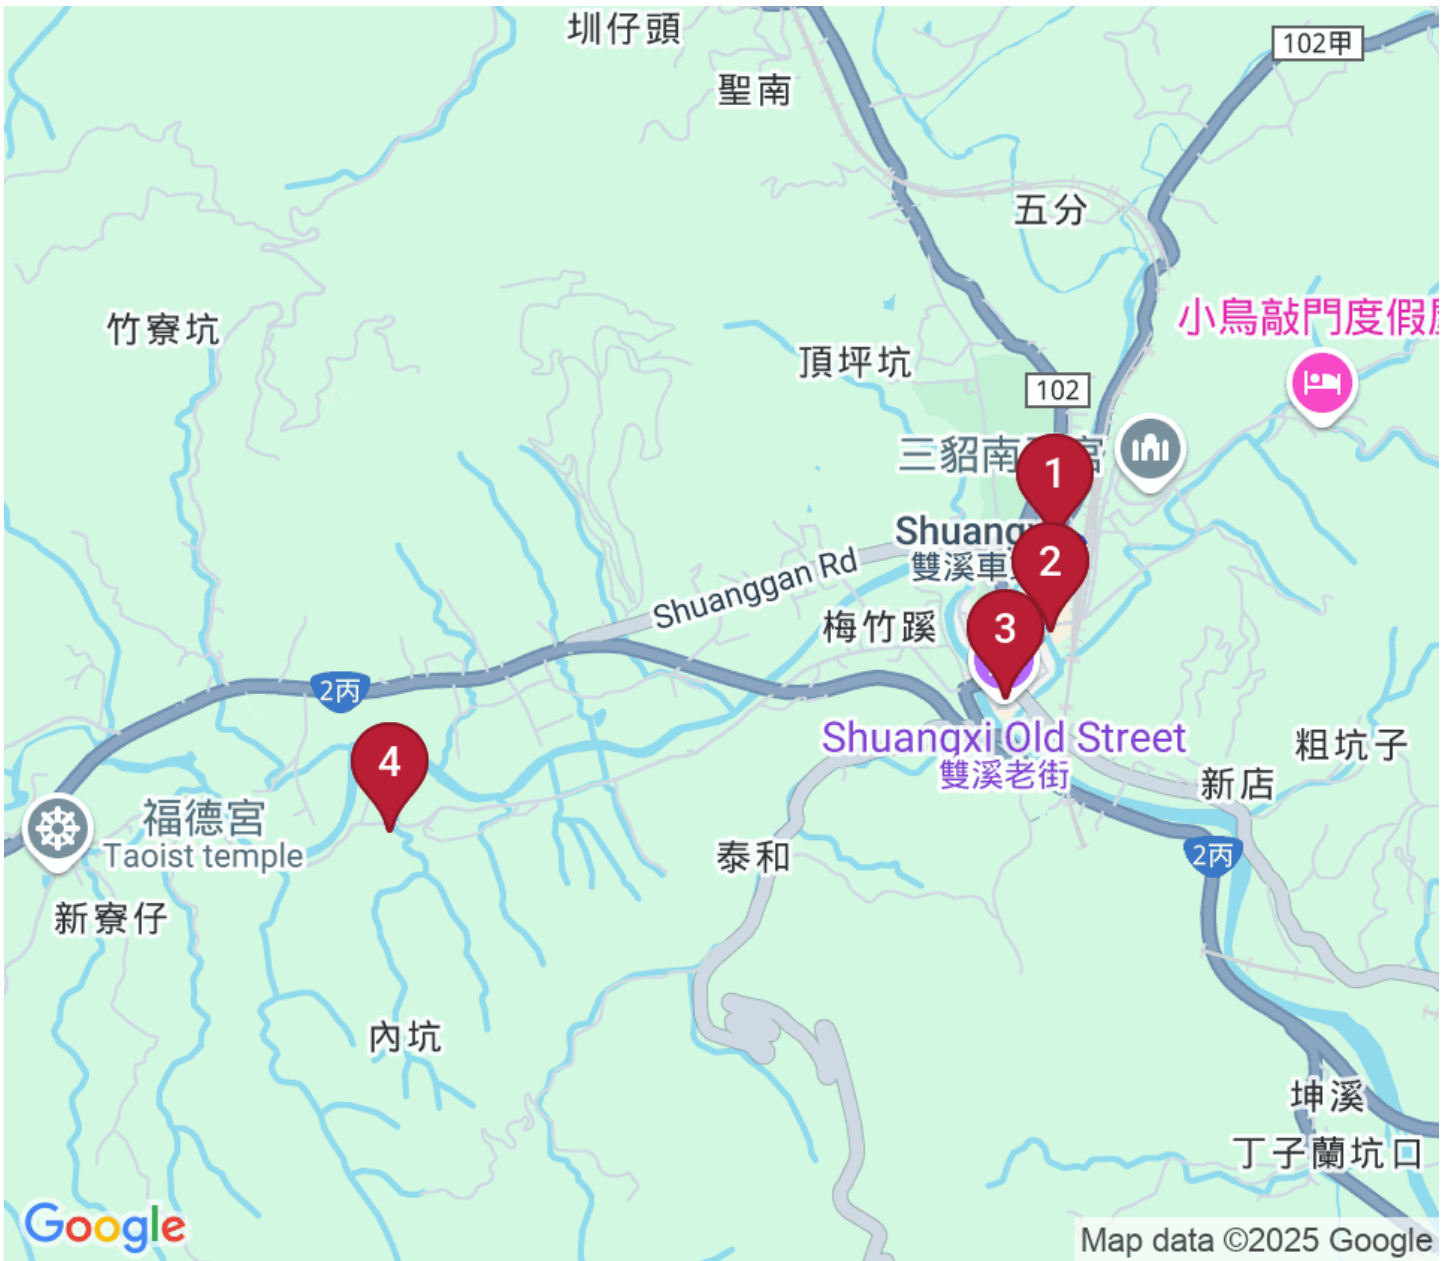 圳仔頭
102甲
聖南
五分
小鳥敲門度假
竹寮坑
頂坪坑
102
三貂南
宮
1
Shuang
雙溪車
2
Shuanggan Rd
梅竹蹊
3
2丙
Shuangxi Old Street
雙溪老街
粗坑子
新店
4
福德宮
Taoist temple
泰和
2丙
新寮仔
內坑
坤溪
丁子蘭坑口
Google
Map data ©2025 Google